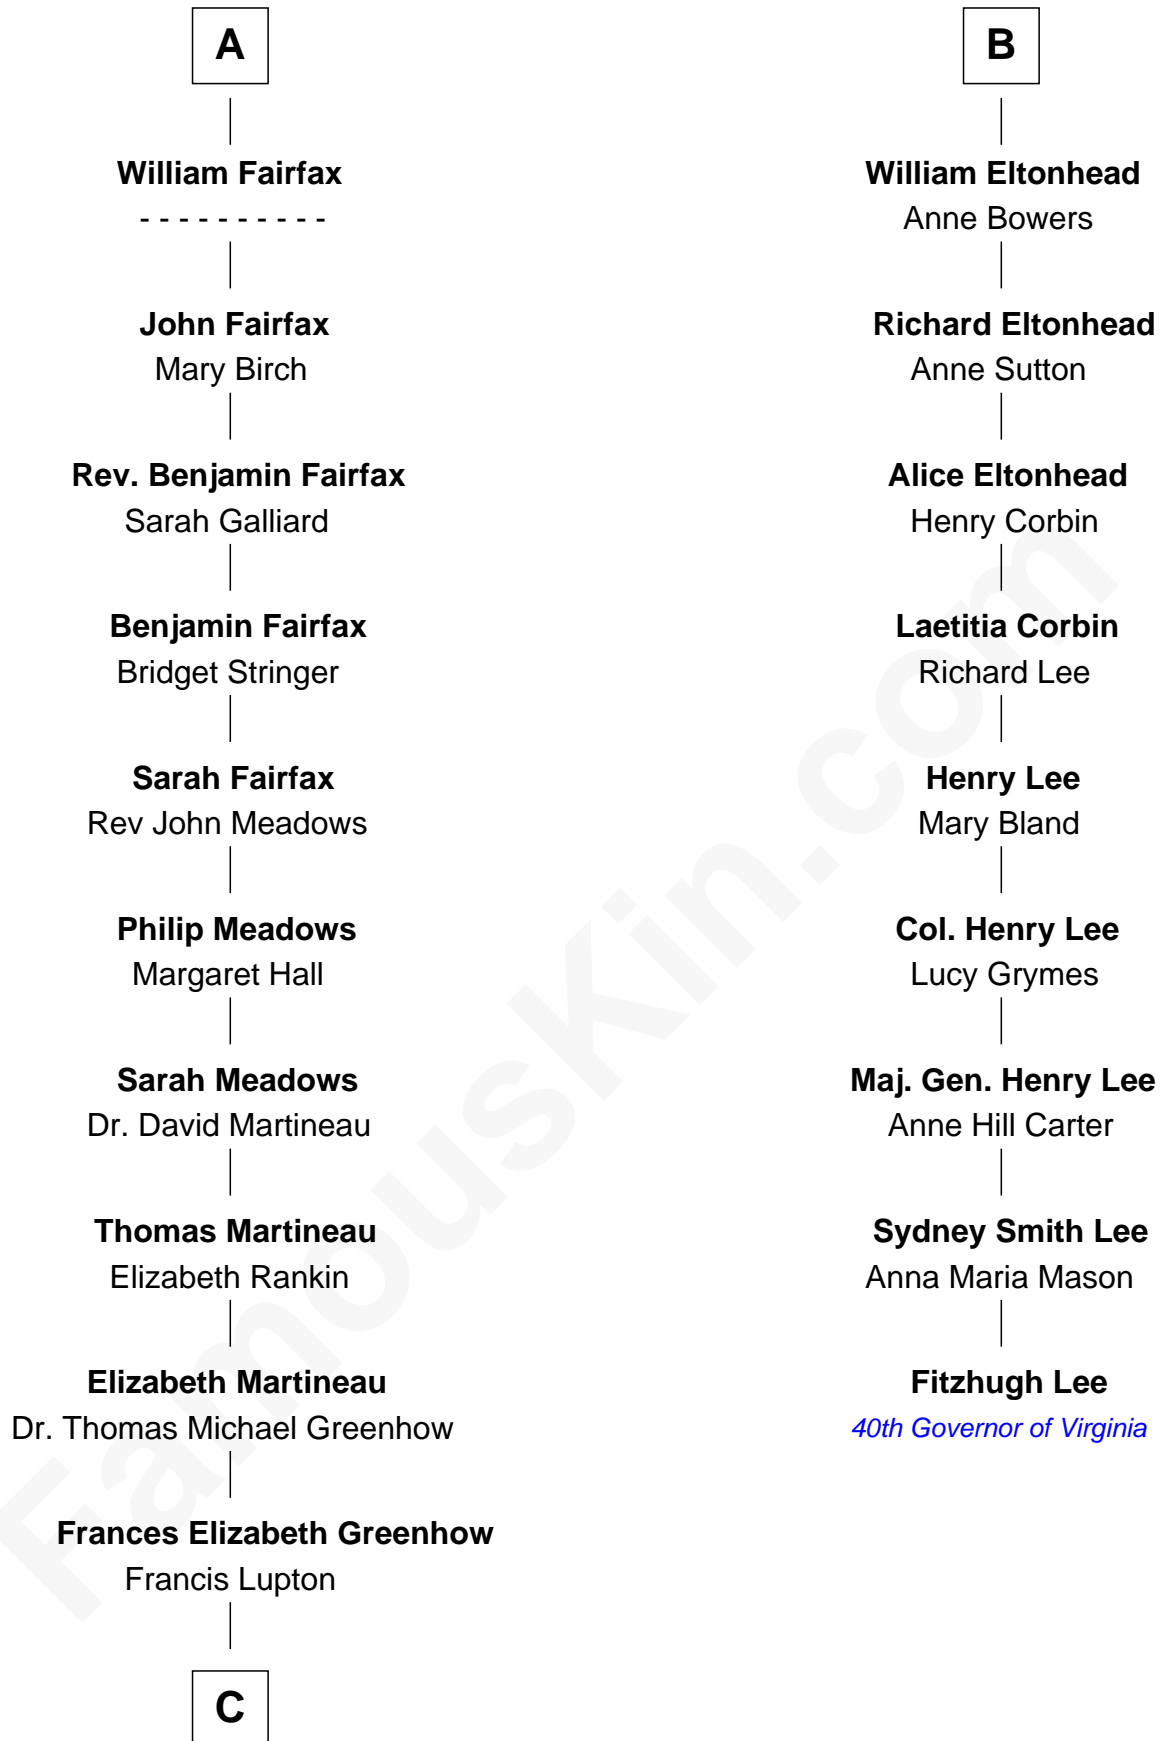 A
William Fairfax
- - - - - - - - - -
John Fairfax
Mary Birch
Rev. Benjamin Fairfax
Sarah Galliard
Benjamin Fairfax
Bridget Stringer
Sarah Fairfax
Rev John Meadows
Philip Meadows
Margaret Hall
Sarah Meadows
Dr. David Martineau
Thomas Martineau
Elizabeth Rankin
Elizabeth Martineau
Dr. Thomas Michael Greenhow
Frances Elizabeth Greenhow
Francis Lupton
C
B
William Eltonhead
Anne Bowers
Richard Eltonhead
Anne Sutton
Alice Eltonhead
Henry Corbin
Laetitia Corbin
Richard Lee
Henry Lee
Mary Bland
Col. Henry Lee
Lucy Grymes
Maj. Gen. Henry Lee
Anne Hill Carter
Sydney Smith Lee
Anna Maria Mason
Fitzhugh Lee
40th Governor of Virginia
FamousKin.com